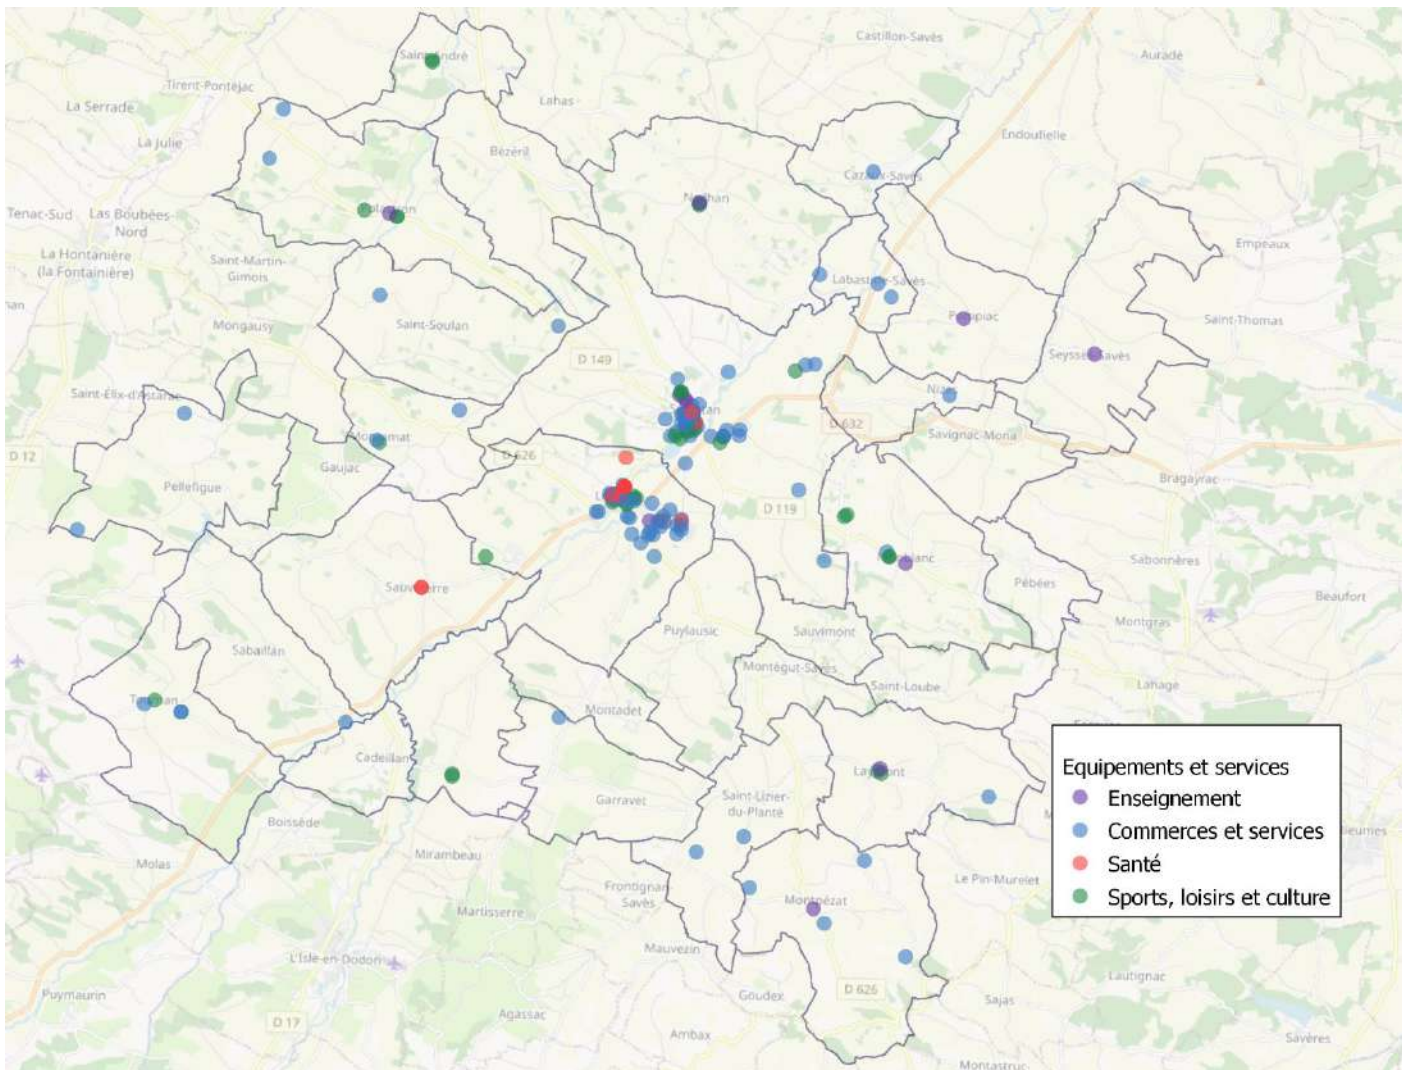 Castillon-Savès
Auradé
Saint-André
Tirent-Pontéjac
La Serrade
Lahas
Endoufielle
La Julie
Bézéril
Cazaux-Savès
Tenac-Sud
Las Boubées-
Nord
Empeaux
La Hontanière
(la Fontainière)
Saint-Martin-
Gimois
Labastide-Savès
Saint-Soulan
Mongausy
Saint-Thomas
Seysses-Savès
D 149
Saint-Élix-d'Astarac
D 632
Savignac-Mona
D 12
D 626
Gaujac
Pellefigue
Bragayrac
D 119
Sabonnères
Pébées
Beaufort
Montgras
Puylausic
Sauvimont
Sabaillan
Montégut-Savès
Saint-Loube
Lahage
Montadet
Cadeillan
Garravet
Saint-Lizier-
du-Planté
Boissède
Mirambeau
Molas
Frontignan-
Savès
Le Pin-Murelet
Montpézat
Martisserre
Mauvezin
L'Isle-en-Dodon
Lautignac
Puymaurin
Goudex
D 626
Sajas
Agassac
D 17
Ambax
Savères
Montastruc-
Equipements et services
Enseignement
Commerces et services
Santé
Sports, loisirs et culture